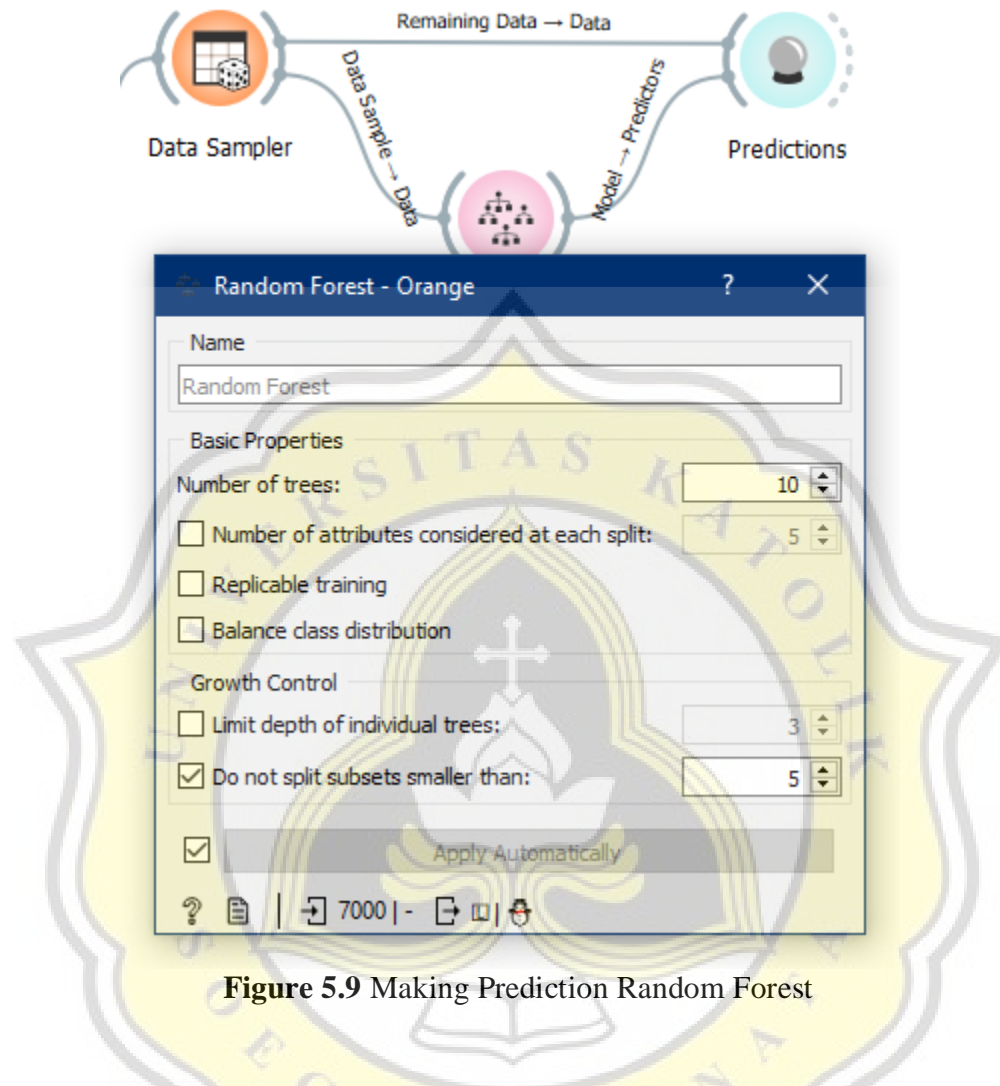 Remaining Data → Data
Data Sample → Data
Model → Predictors
Data Sampler
Predictions
Random Forest - Orange
?
Name
Random Forest
Basic Properties
Number of trees: 10
Number of attributes considered at each split: 5
Replicable training
Balance class distribution
Growth Control
Limit depth of individual trees: 3
Do not split subsets smaller than: 5
Apply Automatically
? | 7000 | - |
Figure 5.9 Making Prediction Random Forest
UNIVERSITAS KATOLIK